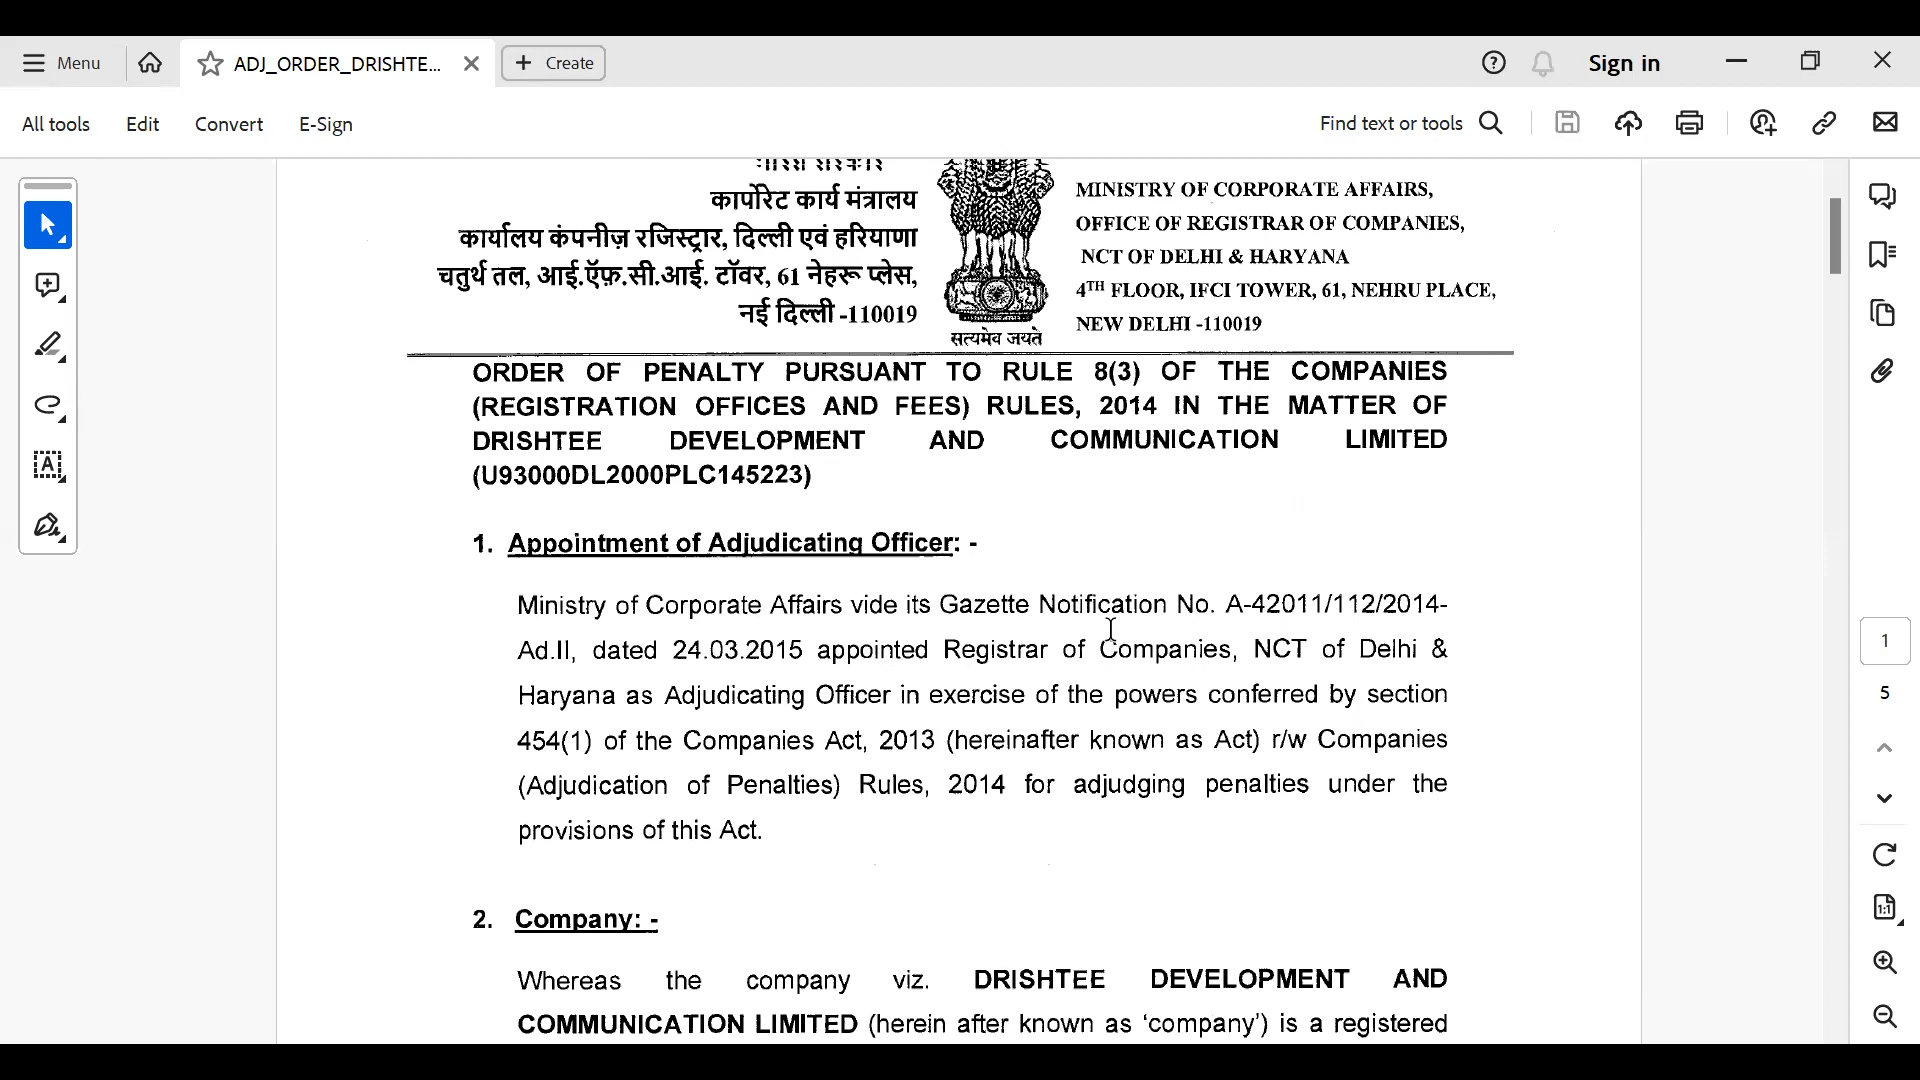 Menu
ADJ_ORDER_DRISHTE...
Create
Sign in
All tools
Edit
Convert
E-Sign
Find text or tools
कार्पोरेट कार्य मंत्रालय
कार्यालय कंपनीज़ रजिस्ट्रार, दिल्ली एवं हरियाणा
चतुर्थ तल, आई.ऍफ़.सी.आई. टॉवर, 61 नेहरू प्लेस,
नई दिल्ली -110019
सत्यमेव जयते
MINISTRY OF CORPORATE AFFAIRS,
OFFICE OF REGISTRAR OF COMPANIES,
NCT OF DELHI & HARYANA
4TH FLOOR, IFCI TOWER, 61, NEHRU PLACE,
NEW DELHI -110019
ORDER OF PENALTY PURSUANT TO RULE 8(3) OF THE COMPANIES
(REGISTRATION OFFICES AND FEES) RULES, 2014 IN THE MATTER OF
DRISHTEE DEVELOPMENT AND COMMUNICATION LIMITED
(U93000DL2000PLC145223)
1. Appointment of Adjudicating Officer: -
Ministry of Corporate Affairs vide its Gazette Notification No. A-42011/112/2014-
Ad.II, dated 24.03.2015 appointed Registrar of Companies, NCT of Delhi &
Haryana as Adjudicating Officer in exercise of the powers conferred by section
454(1) of the Companies Act, 2013 (hereinafter known as Act) r/w Companies
(Adjudication of Penalties) Rules, 2014 for adjudging penalties under the
provisions of this Act.
2. Company: -
Whereas the company viz. DRISHTEE DEVELOPMENT AND
COMMUNICATION LIMITED (herein after known as ‘company’) is a registered
1
5